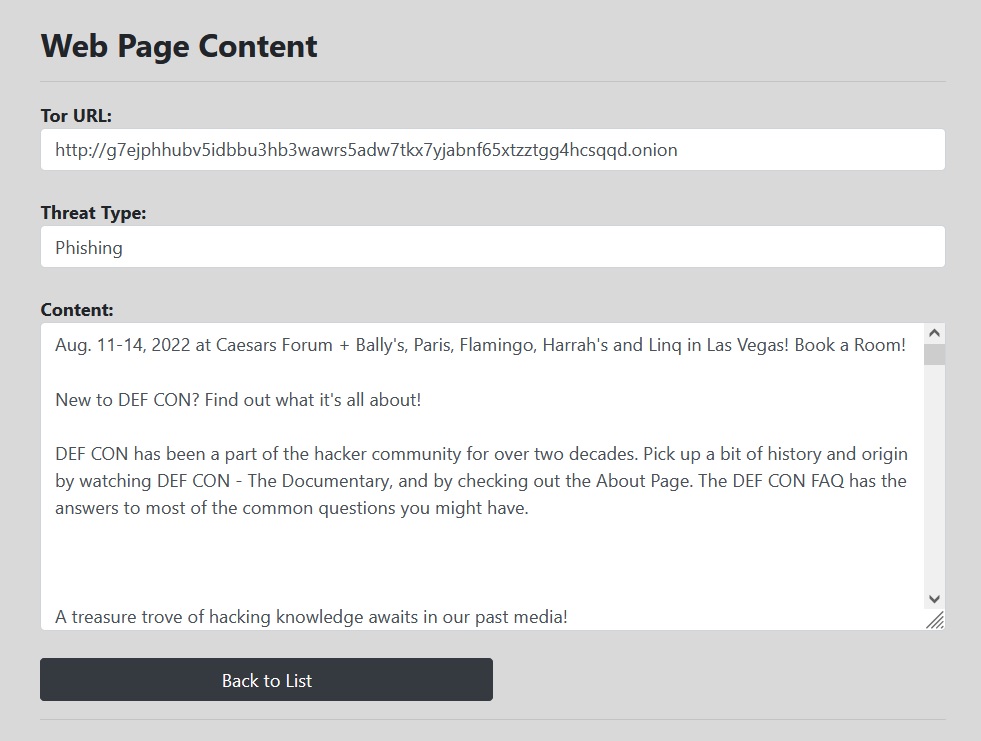 Web Page Content
Tor URL:
http://g7ejphhubv5idbbu3hb3wawrs5adw7tkx7yjabnf65xtzztgg4hcsqqd.onion
Threat Type:
Phishing
Content:
Aug. 11-14, 2022 at Caesars Forum + Bally's, Paris, Flamingo, Harrah's and Linq in Las Vegas! Book a Room!
New to DEF CON? Find out what it's all about!
DEF CON has been a part of the hacker community for over two decades. Pick up a bit of history and origin
by watching DEF CON - The Documentary, and by checking out the About Page. The DEF CON FAQ has the
answers to most of the common questions you might have.
A treasure trove of hacking knowledge awaits in our past media!
Back to List